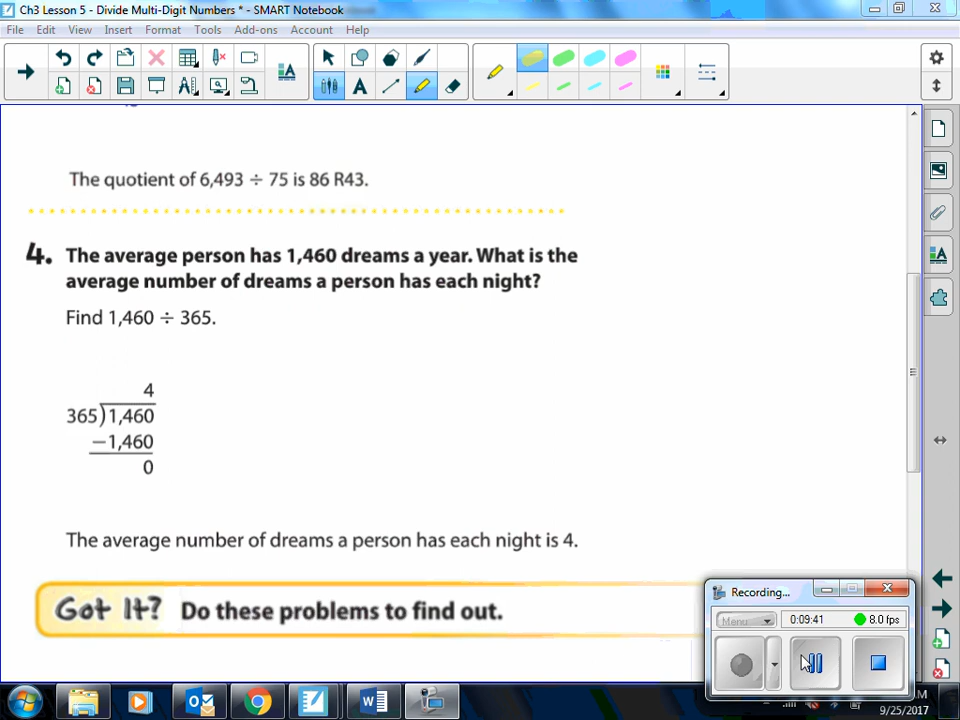 Ch3 Lesson 5 - Divide Multi-Digit Numbers * - SMART Notebook
File Edit View Insert Format Tools Add-ons Account Help
The quotient of 6,493 ÷ 75 is 86 R43.
4. The average person has 1,460 dreams a year. What is the
average number of dreams a person has each night?
Find 1,460 ÷ 365.
4
365)1,460
−1,460
0
The average number of dreams a person has each night is 4.
Got It? Do these problems to find out.
Recording...
Menu 0:09:41 8.0 fps
9/25/2017